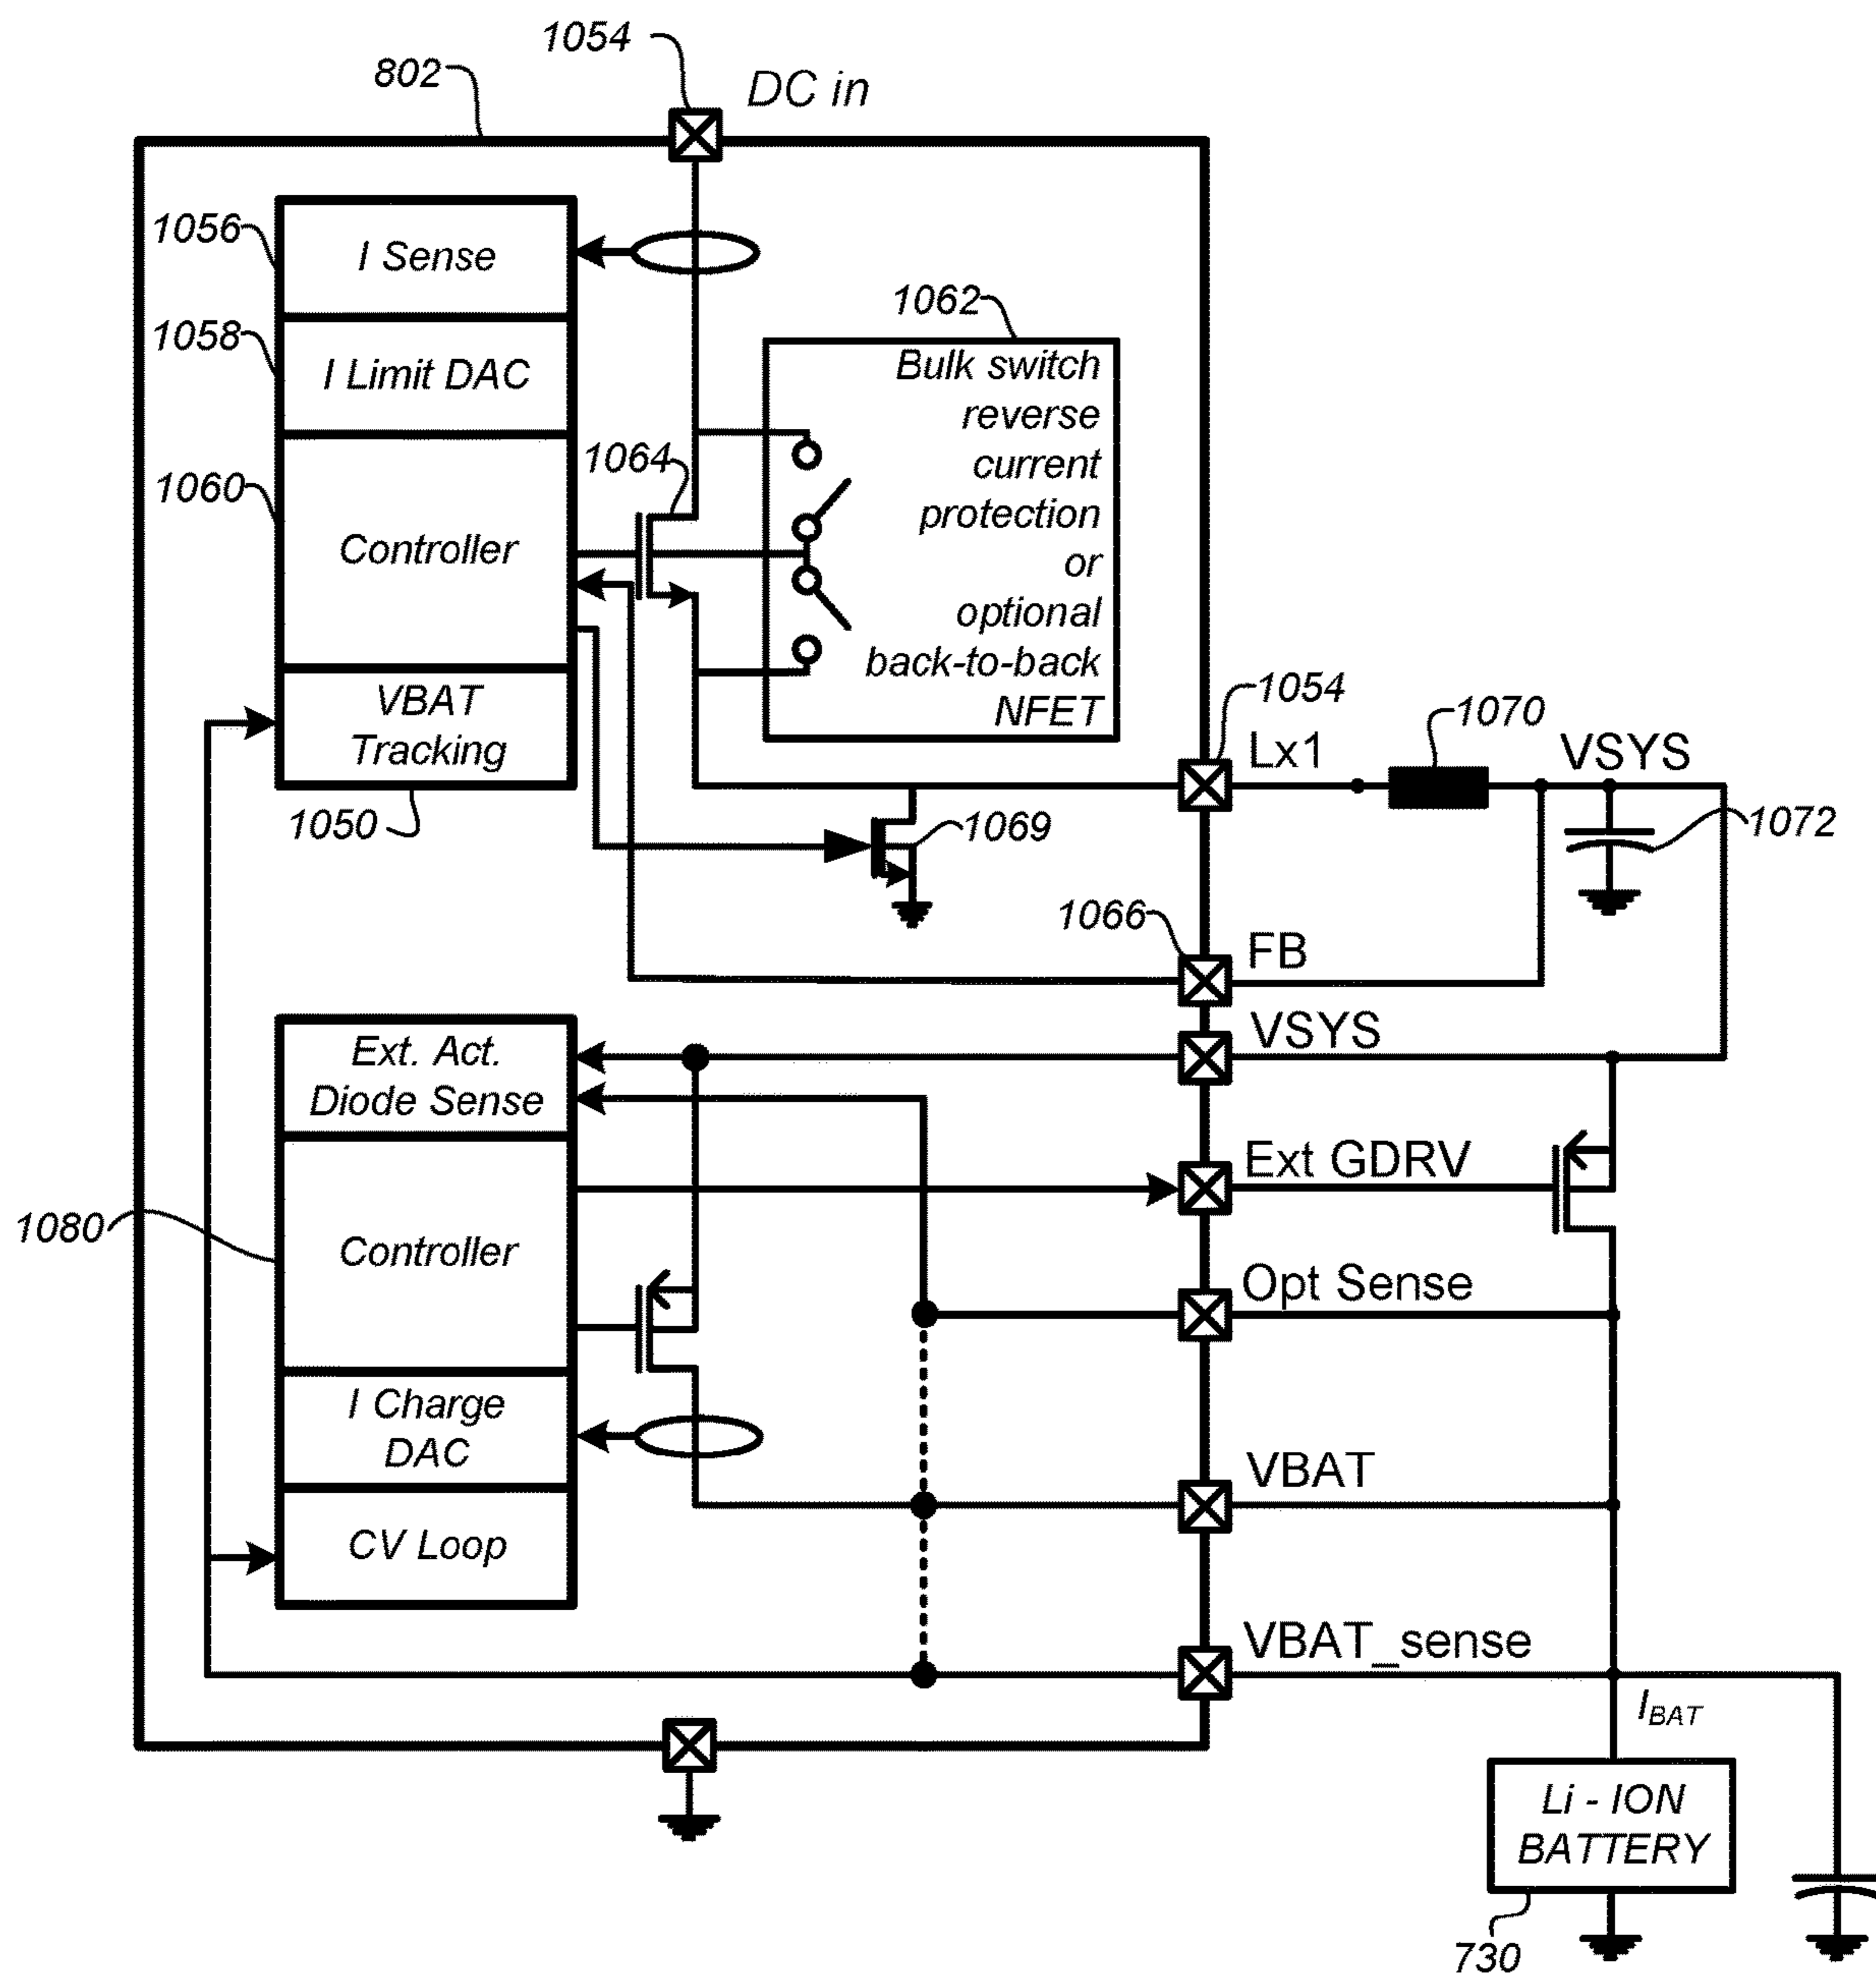 1054
DC in
802
1056
I Sense
1058
I Limit DAC
1060
Controller
VBAT
Tracking
1050
1064
1062
Bulk switch
reverse
current
protection
or
optional
back-to-back
NFET
1054
Lx1
1070
VSYS
1072
1069
1066
FB
VSYS
Ext. Act.
Diode Sense
Ext GDRV
1080
Controller
Opt Sense
I Charge
DAC
VBAT
CV Loop
VBAT_sense
IBAT
Li - ION
BATTERY
730